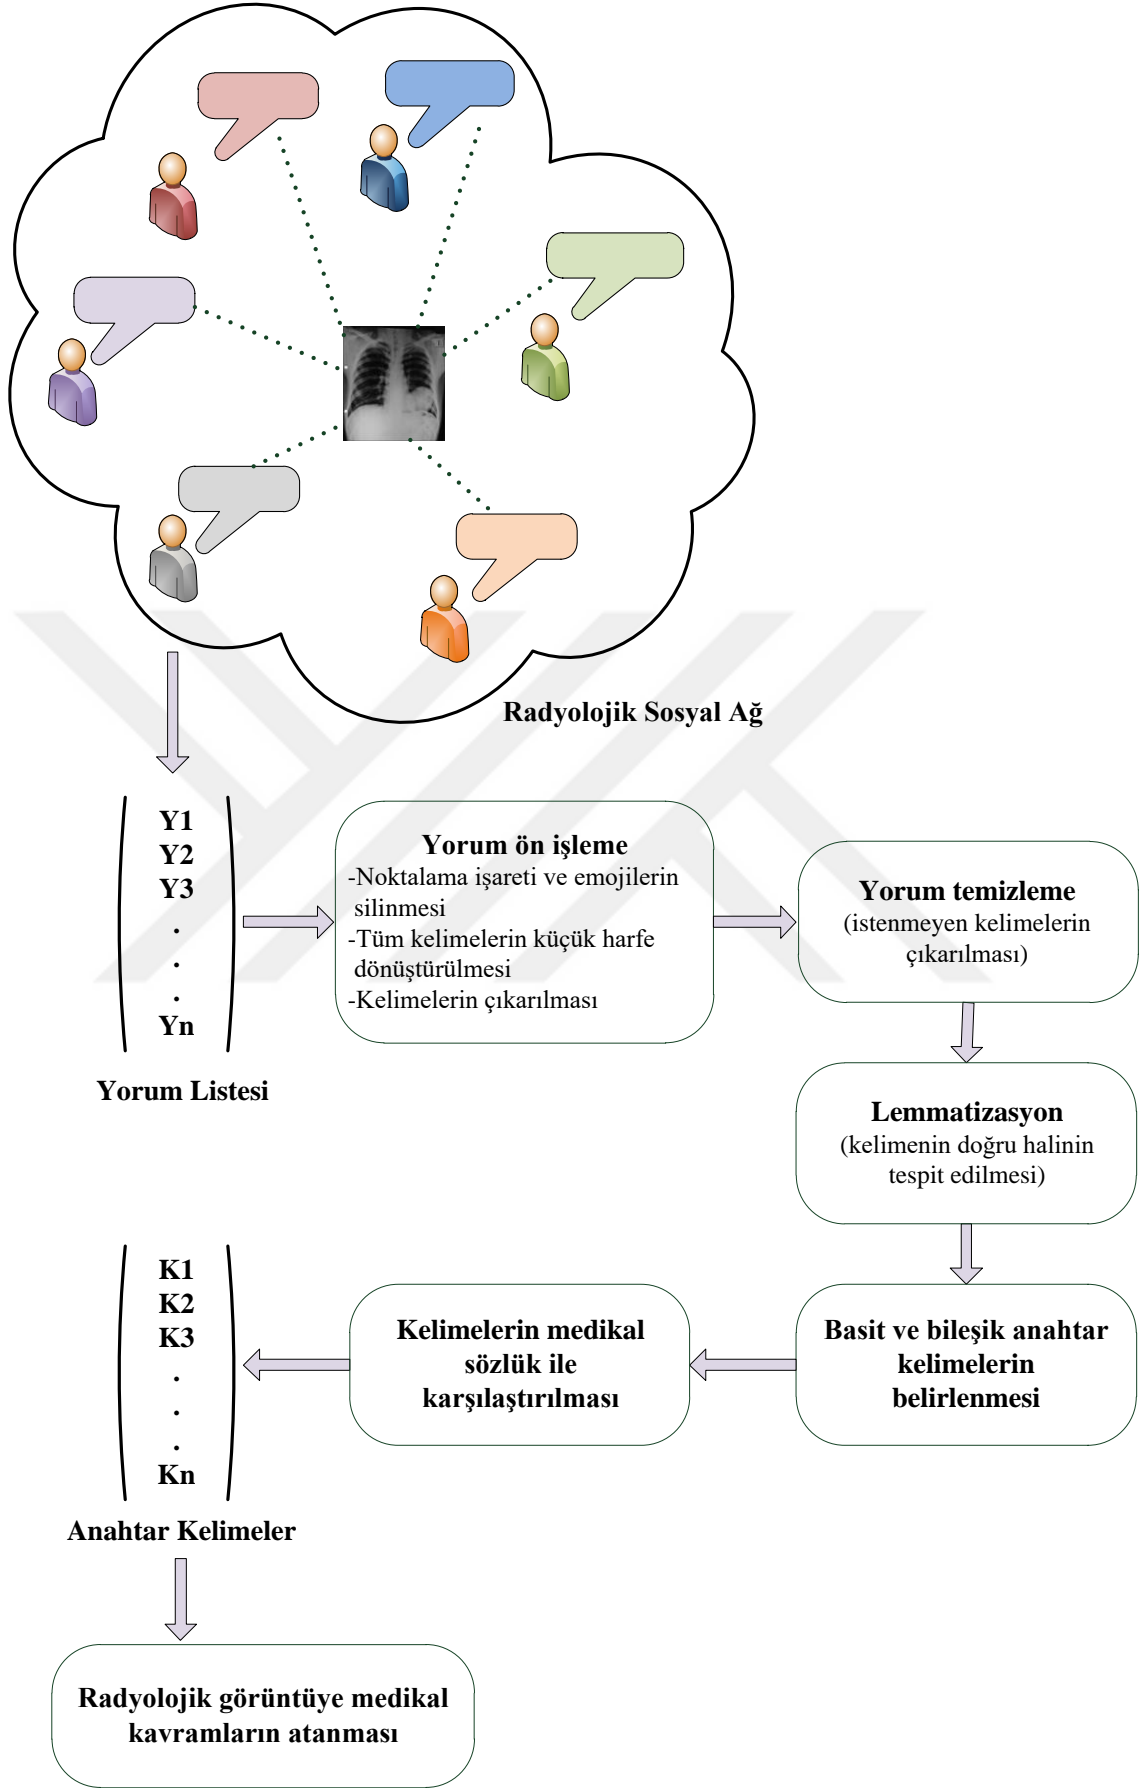 Radyolojik Sosyal Ağ
Y1
Y2
Y3
.
.
.
Yn
Yorum Listesi
Yorum ön işleme
-Noktalama işareti ve emojilerin
silinmesi
-Tüm kelimelerin küçük harfe
dönüştürülmesi
-Kelimelerin çıkarılması
Yorum temizleme
(istenmeyen kelimelerin
çıkarılması)
Lemmatizasyon
(kelimenin doğru halinin
tespit edilmesi)
Basit ve bileşik anahtar
kelimelerin
belirlenmesi
Kelimelerin medikal
sözlük ile
karşılaştırılması
K1
K2
K3
.
.
.
Kn
Anahtar Kelimeler
Radyolojik görüntüye medikal
kavramların atanması